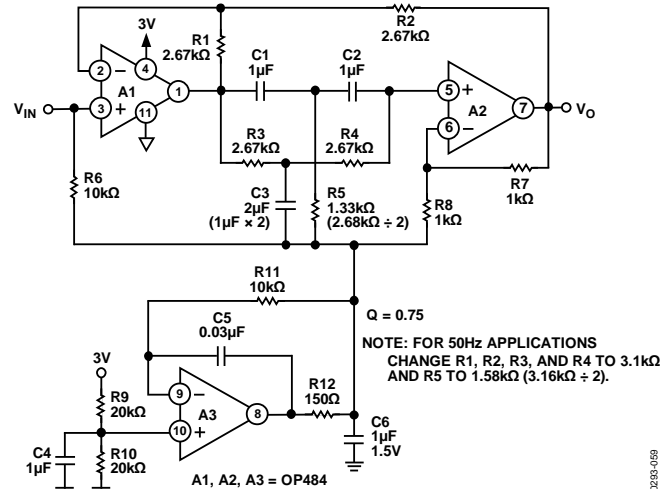 R2
2.67kΩ
3V
R1
2.67kΩ
C1
1µF
C2
1µF
2
4
A1
1
5
VIN
3
11
A2
7
VO
6
R3
2.67kΩ
R4
2.67kΩ
R6
10kΩ
R7
1kΩ
C3
2µF
(1µF × 2)
R5
1.33kΩ
(2.68kΩ ÷ 2)
R8
1kΩ
R11
10kΩ
C5
0.03µF
Q = 0.75
NOTE: FOR 50Hz APPLICATIONS
CHANGE R1, R2, R3, AND R4 TO 3.1kΩ
AND R5 TO 1.58kΩ (3.16kΩ ÷ 2).
3V
R9
20kΩ
9
A3
8
R12
150Ω
10
C4
1µF
R10
20kΩ
C6
1µF
1.5V
A1, A2, A3 = OP484
0293-059